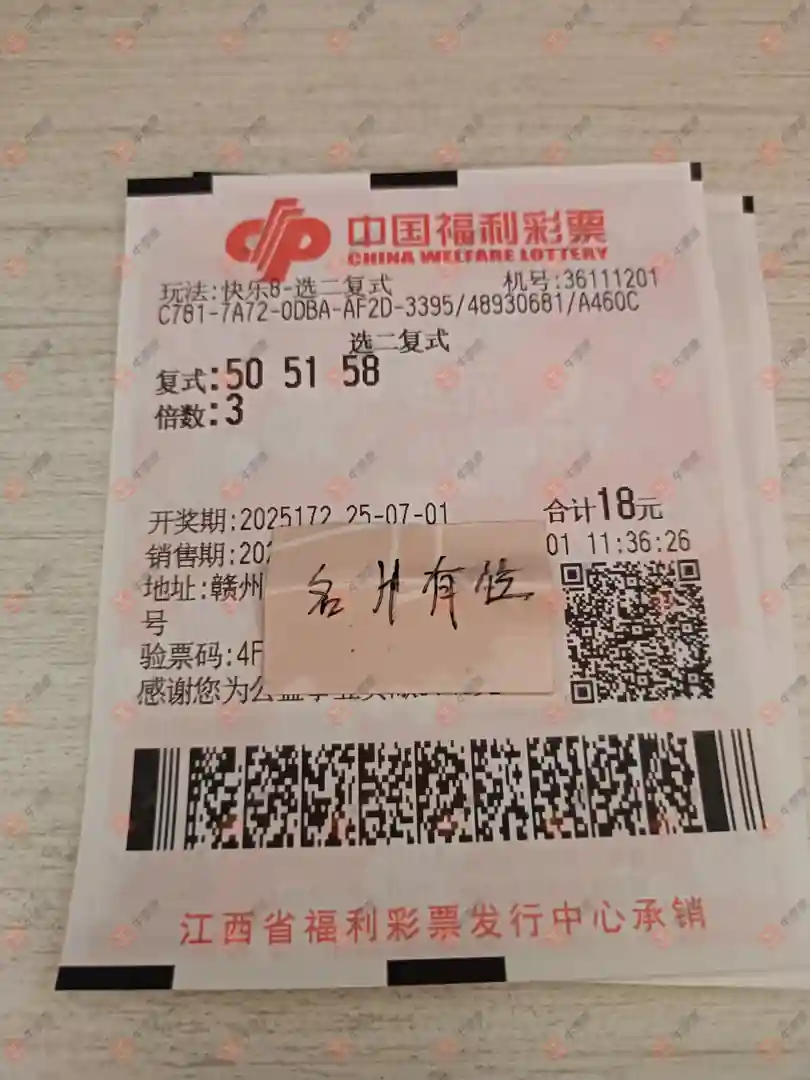 中国福利彩票
CHINA WELFARE LOTTERY
玩法:快乐8-选二复式 机号:36111201
C781-7A72-0DBA-AF2D-3395/48930681/A460C
选二复式
复式:50 51 58
倍数:3
开奖期:2025172 25-07-01 合计18元
销售期:202 01 11:36:26
地址:赣州
号
名片有位
验票码:4F
感谢您为公益事业贡献
江西省福利彩票发行中心承销